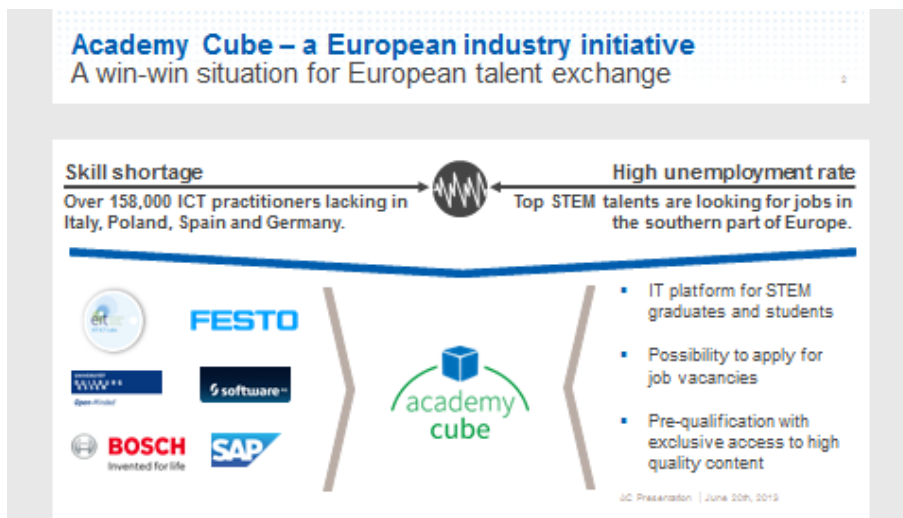 Academy Cube – a European industry initiative
A win-win situation for European talent exchange
2
Skill shortage
Over 158,000 ICT practitioners lacking in
Italy, Poland, Spain and Germany.
High unemployment rate
Top STEM talents are looking for jobs in
the southern part of Europe.
eit
FESTO
software
Open-Minded
BOSCH
Invented for life
SAP
academy
cube
IT platform for STEM
graduates and students
Possibility to apply for
job vacancies
Pre-qualification with
exclusive access to high
quality content
AC Presentation | June 20th, 2013